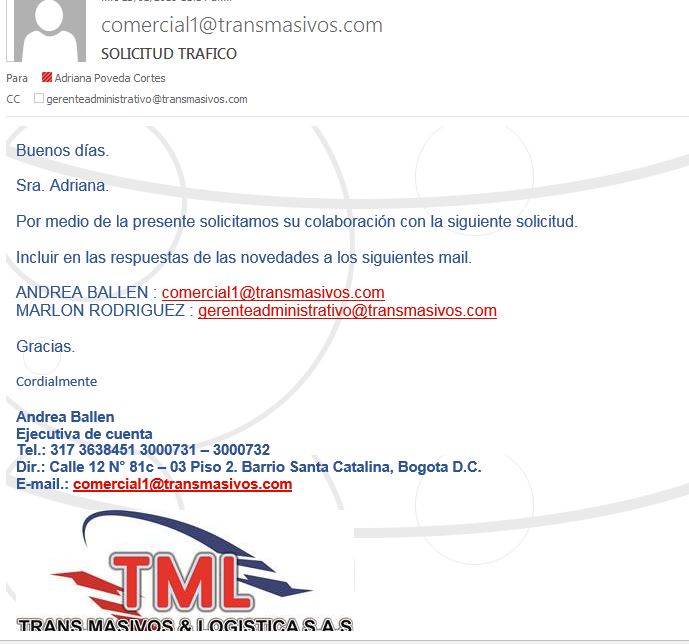 comercial1@transmasivos.com
SOLICITUD TRAFICO
Para Adriana Poveda Cortes
CC gerenteadministrativo@transmasivos.com
Buenos días.
Sra. Adriana.
Por medio de la presente solicitamos su colaboración con la siguiente solicitud.
Incluir en las respuestas de las novedades a los siguientes mail.
ANDREA BALLEN : comercial1@transmasivos.com
MARLON RODRIGUEZ : gerenteadministrativo@transmasivos.com
Gracias.
Cordialmente
Andrea Ballen
Ejecutiva de cuenta
Tel.: 317 3638451 3000731 – 3000732
Dir.: Calle 12 N° 81c – 03 Piso 2. Barrio Santa Catalina, Bogota D.C.
E-mail.: comercial1@transmasivos.com
TML
TRANS MASIVOS & LOGISTICA S.A.S